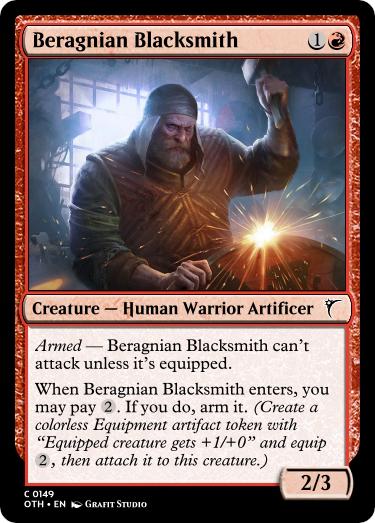 Beragnian Blacksmith 1
Creature — Human Warrior Artificer
Armed — Beragnian Blacksmith can't
attack unless it's equipped.
When Beragnian Blacksmith enters, you
may pay 2. If you do, arm it. (Create a
colorless Equipment artifact token with
“Equipped creature gets +1/+0” and equip
2, then attach it to this creature.)
2/3
C 0149
OTH • EN Grafit Studio